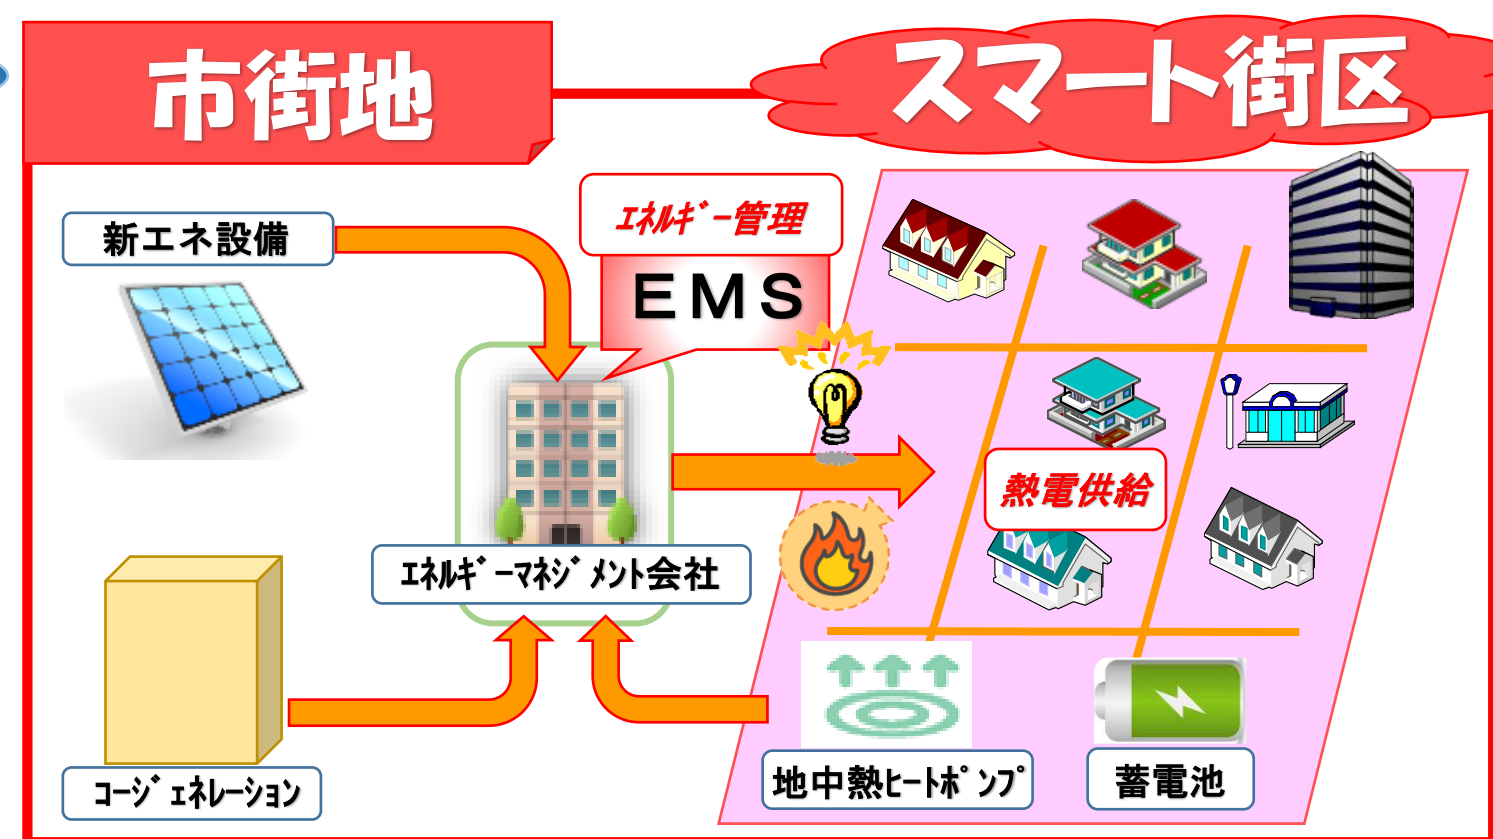 市街地
スマート街区
新エネ設備
ｴﾈﾙｷﾞｰ管理
ＥＭＳ
熱電供給
ｴﾈﾙｷﾞｰﾏﾈｼﾞﾒﾝﾄ会社
ｺｰｼﾞｪﾈﾚｰｼｮﾝ
地中熱ﾋｰﾄﾎﾟﾝﾌﾟ
蓄電池